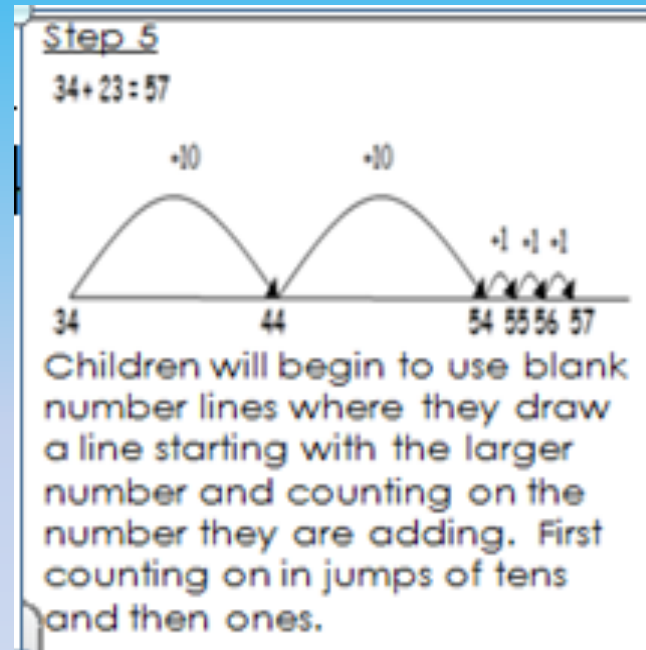 Step 5
34+ 23 = 57
+10 +10
+1 +1 +1
34 44 54 55 56 57
Children will begin to use blank
number lines where they draw
a line starting with the larger
number and counting on the
number they are adding. First
counting on in jumps of tens
and then ones.